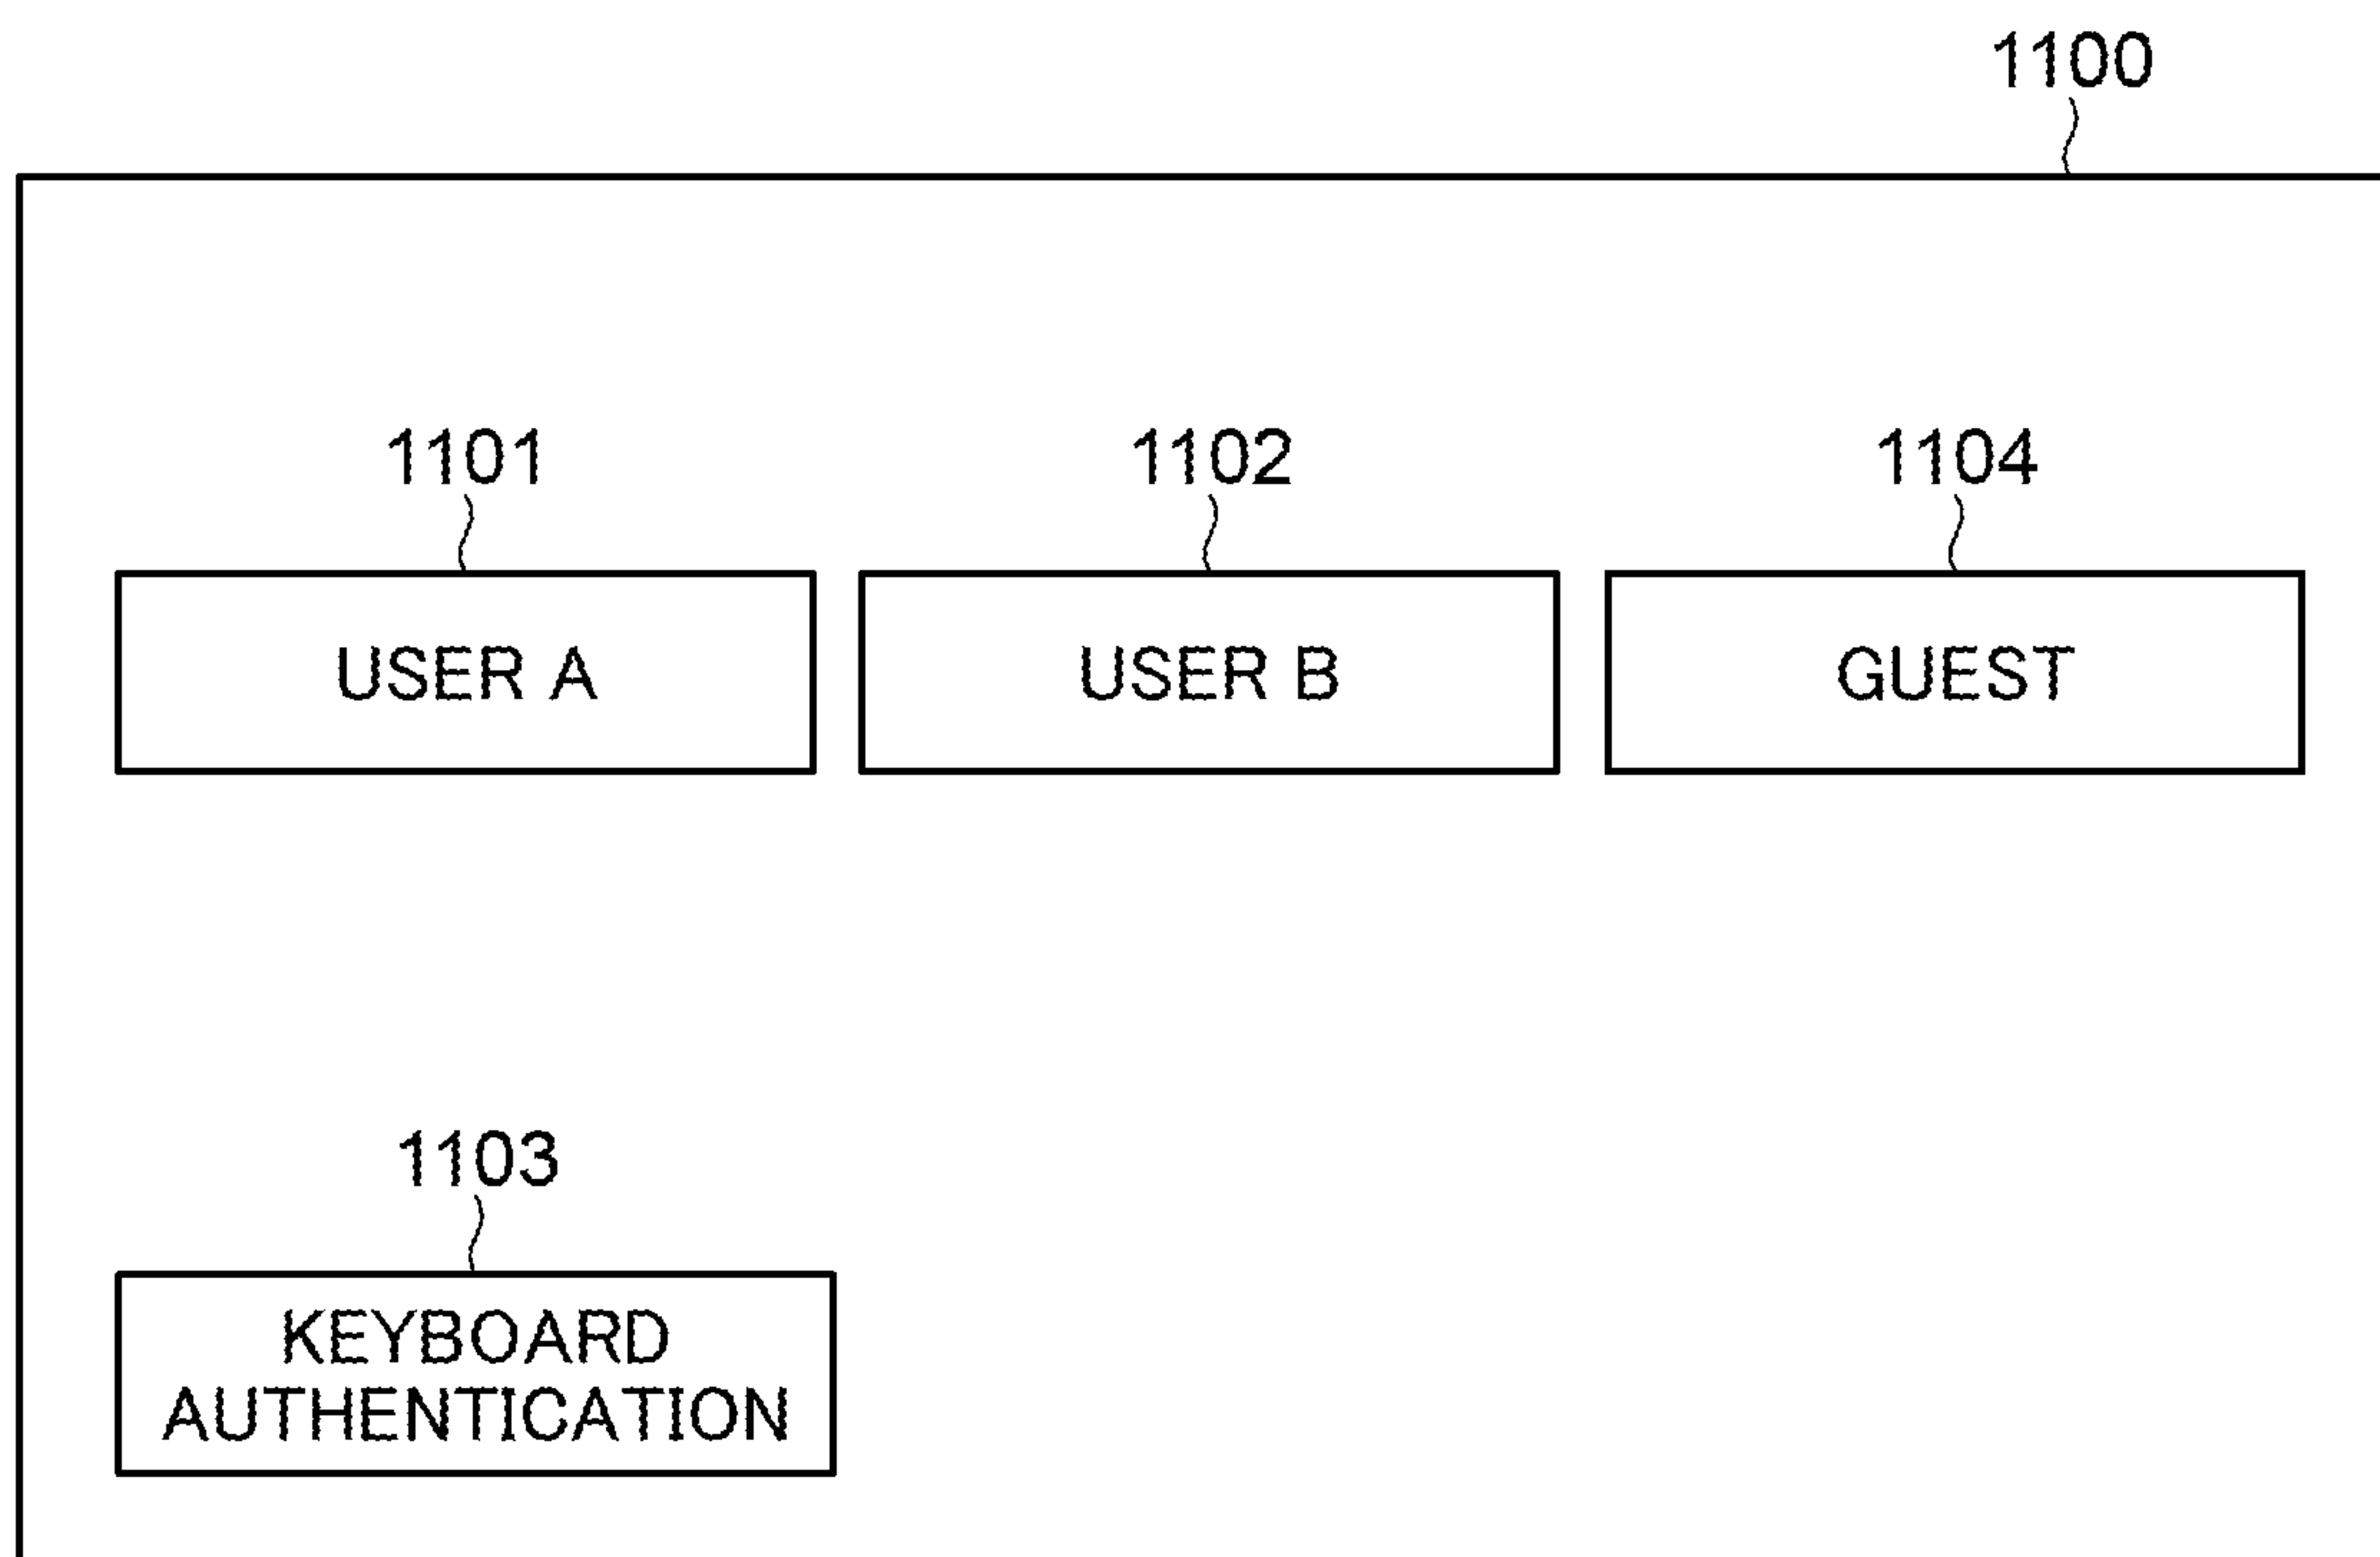 1100
1101 1102 1104
USER A USER B GUEST
1103
KEYBOARD
AUTHENTICATION